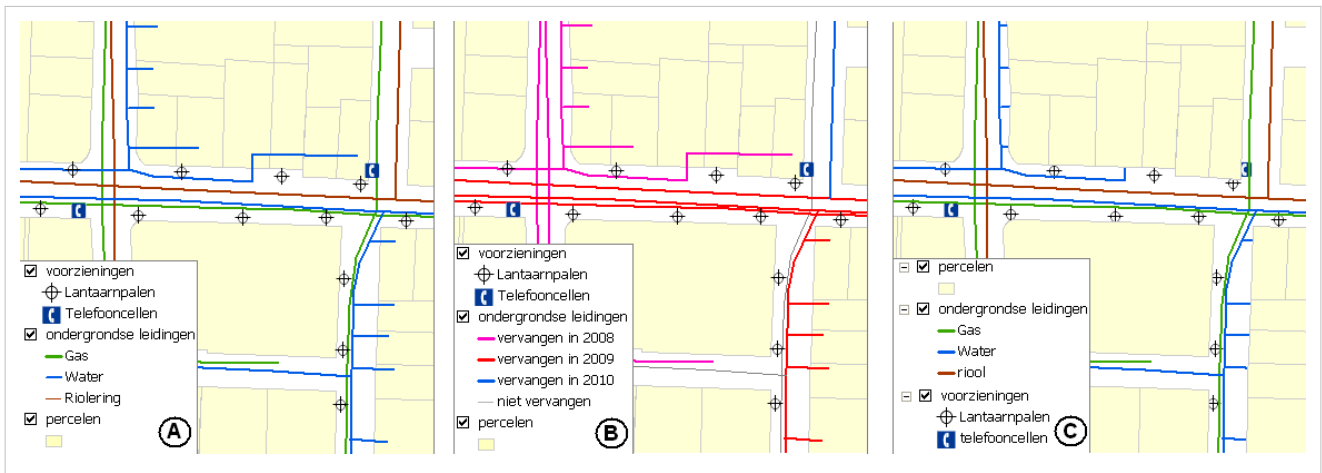 voorzieningen
Lantaarnpalen
Telefooncellen
ondergrondse leidingen
Gas
Water
Riolering
percelen
A
voorzieningen
Lantaarnpalen
Telefooncellen
ondergrondse leidingen
vervangen in 2008
vervangen in 2009
vervangen in 2010
niet vervangen
percelen
B
percelen
ondergrondse leidingen
Gas
Water
riool
voorzieningen
Lantaarnpalen
telefooncellen
C